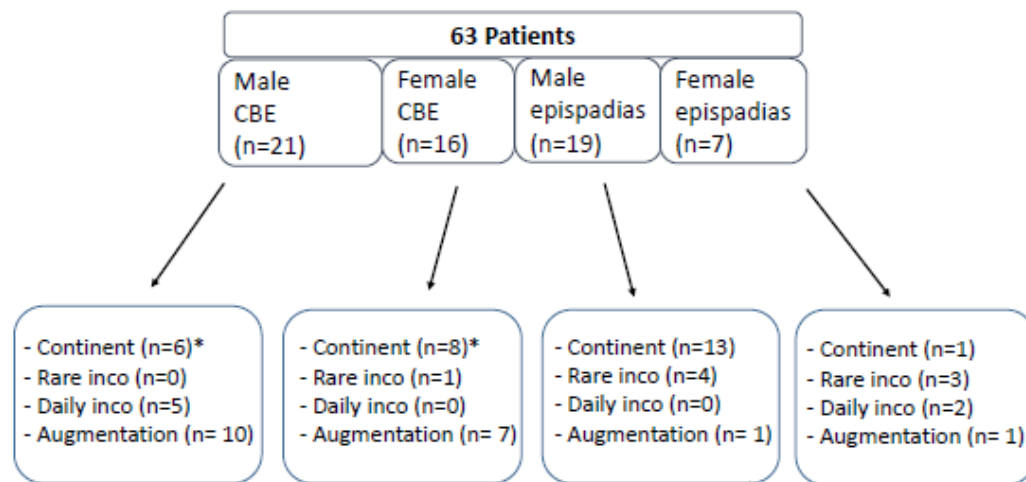 63 Patients
Male
CBE
(n=21)
Female
CBE
(n=16)
Male
epispadias
(n=19)
Female
epispadias
(n=7)
- Continent (n=6)*
- Rare inco (n=0)
- Daily inco (n=5)
- Augmentation (n= 10)
- Continent (n=8)*
- Rare inco (n=1)
- Daily inco (n=0)
- Augmentation (n= 7)
- Continent (n=13)
- Rare inco (n=4)
- Daily inco (n=0)
- Augmentation (n= 1)
- Continent (n=1)
- Rare inco (n=3)
- Daily inco (n=2)
- Augmentation (n= 1)